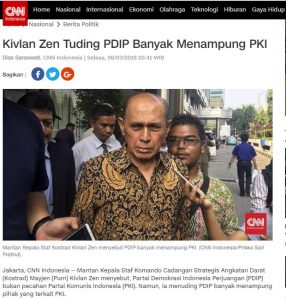 CNN Indonesia
Home Nasional Internasional Ekonomi Olahraga Teknologi Hiburan Gaya Hidup
Nasional > Berita Politik
Kivlan Zen Tuding PDIP Banyak Menampung PKI
Dias Saraswati, CNN Indonesia | Selasa, 06/03/2018 20:41 WIB
Bagikan :
CNN Indonesia
Mantan Kepala Staf Kostrad Kivlan Zen menyebut PDIP banyak menampung PKI. (CNN Indonesia/Priska Sari Pratiwi).
Jakarta, CNN Indonesia -- Mantan Kepala Staf Komando Cadangan Strategis Angkatan Darat
(Kostrad) Mayjen (Purn) Kivlan Zen menyebut, Partai Demokrasi Indonesia Perjuangan (PDIP)
bukan pecahan Partai Komunis Indonesia (PKI). Namun, ia menuding PDIP banyak menampung
pihak yang terkait PKI.